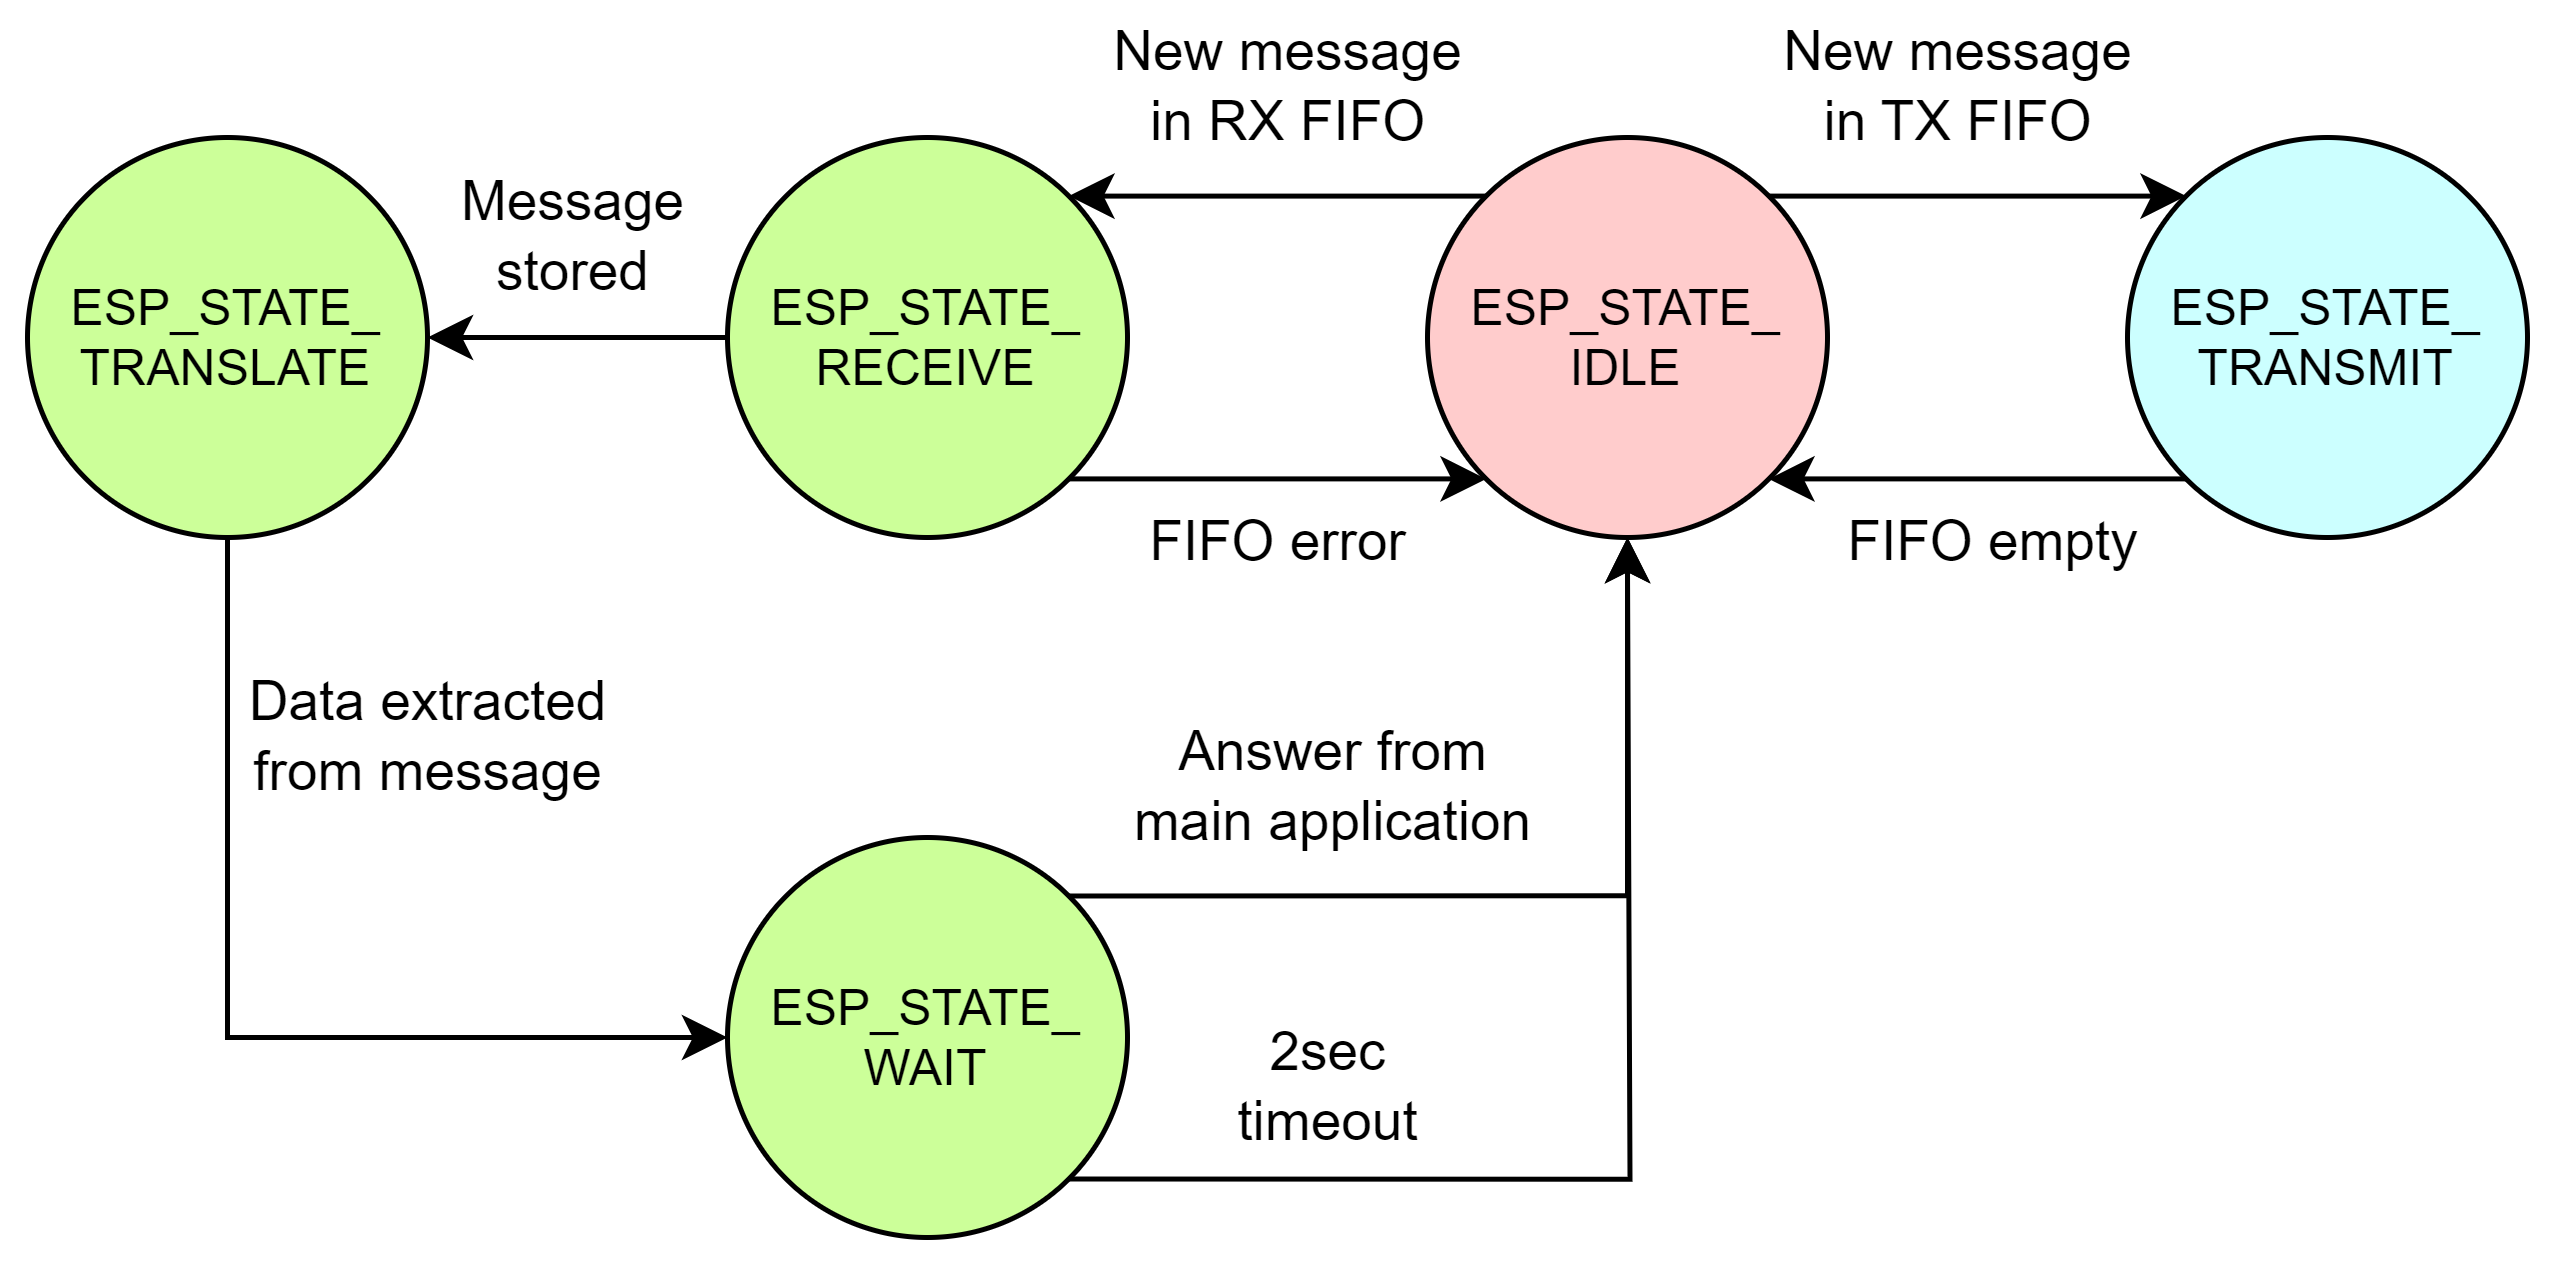 New message
in RX FIFO
New message
in TX FIFO
Message
stored
ESP_STATE_
TRANSLATE
ESP_STATE_
RECEIVE
ESP_STATE_
IDLE
ESP_STATE_
TRANSMIT
FIFO error
FIFO empty
Data extracted
from message
Answer from
main application
ESP_STATE_
WAIT
2sec
timeout